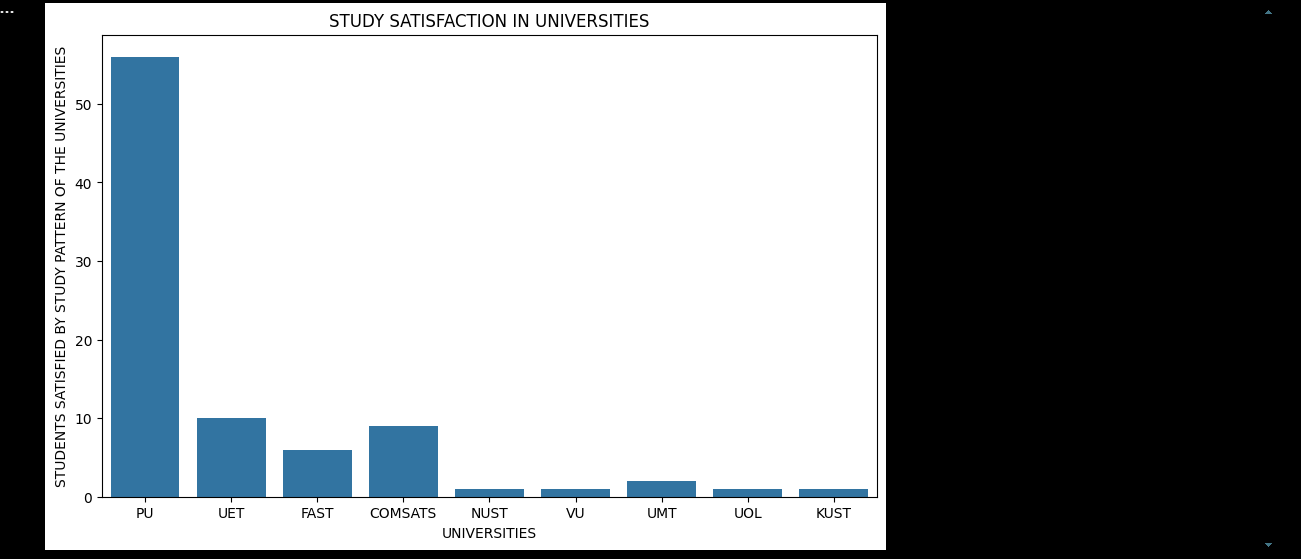 ...
STUDY SATISFACTION IN UNIVERSITIES
STUDENTS SATISFIED BY STUDY PATTERN OF THE UNIVERSITIES
50
40
30
20
10
0
PU UET FAST COMSATS NUST VU UMT UOL KUST
UNIVERSITIES